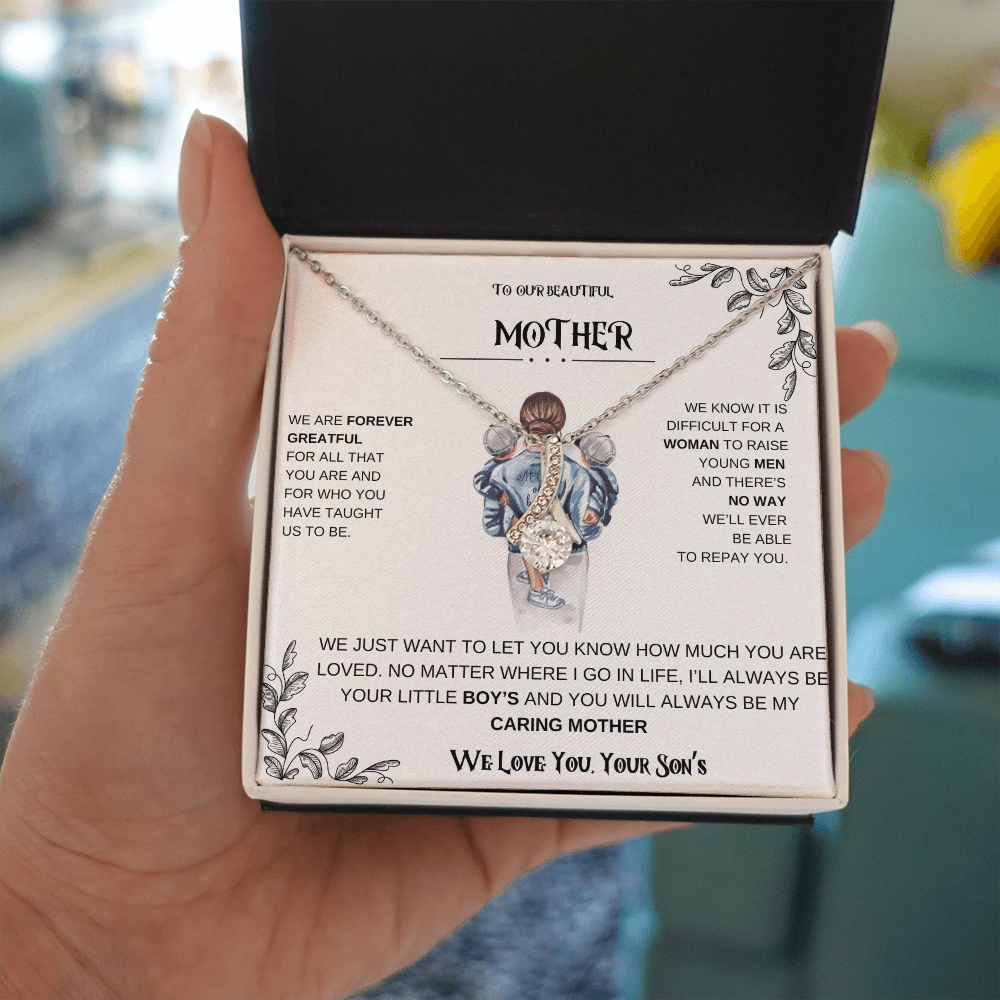 TO OUR BEAUTIFUL
MOTHER
WE ARE FOREVER
GREATFUL
FOR ALL THAT
YOU ARE AND
FOR WHO YOU
HAVE TAUGHT
US TO BE.
WE KNOW IT IS
DIFFICULT FOR A
WOMAN TO RAISE
YOUNG MEN
AND THERE'S
NO WAY
WE'LL EVER
BE ABLE
TO REPAY YOU.
WE JUST WANT TO LET YOU KNOW HOW MUCH YOU ARE
LOVED. NO MATTER WHERE I GO IN LIFE, I'LL ALWAYS BE
YOUR LITTLE BOY'S AND YOU WILL ALWAYS BE MY
CARING MOTHER
We Love You, Your Son's